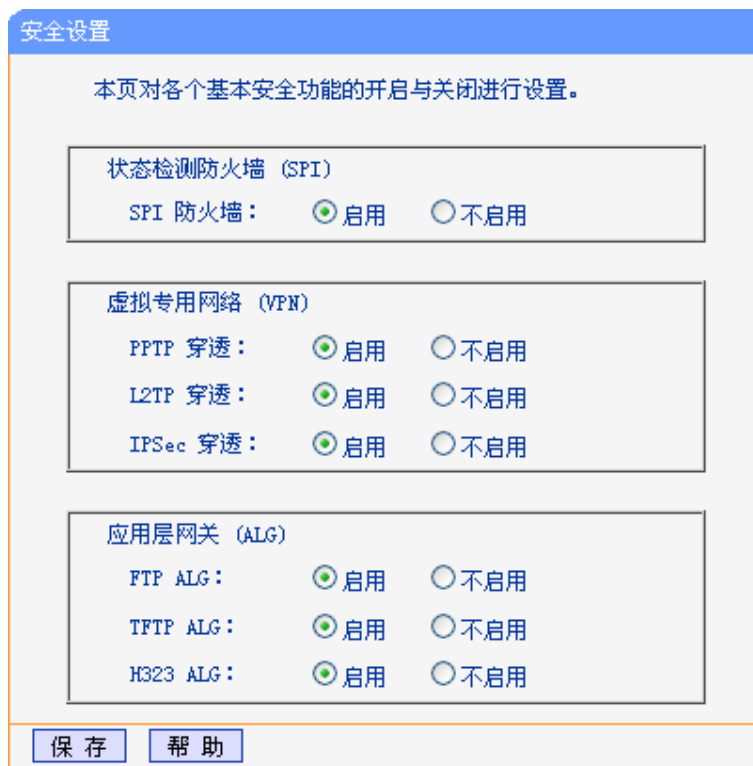 安全设置
本页对各个基本安全功能的开启与关闭进行设置。
状态检测防火墙 (SPI)
SPI 防火墙： 启用 不启用
虚拟专用网络 (VPN)
PPTP 穿透： 启用 不启用
L2TP 穿透： 启用 不启用
IPSec 穿透： 启用 不启用
应用层网关 (ALG)
FTP ALG： 启用 不启用
TFTP ALG： 启用 不启用
H323 ALG： 启用 不启用
保 存 帮 助